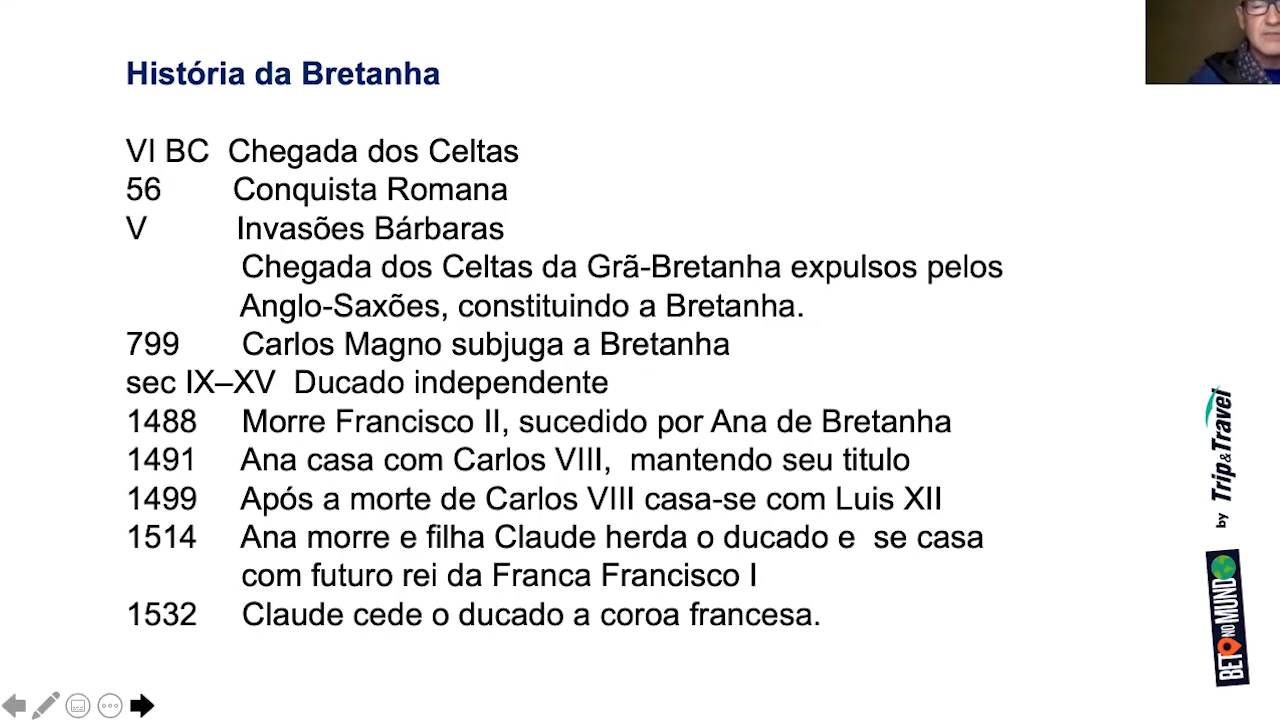 História da Bretanha
VI BC Chegada dos Celtas
56 Conquista Romana
V Invasões Bárbaras
Chegada dos Celtas da Grã-Bretanha expulsos pelos
Anglo-Saxões, constituindo a Bretanha.
799 Carlos Magno subjuga a Bretanha
sec IX–XV Ducado independente
1488 Morre Francisco II, sucedido por Ana de Bretanha
1491 Ana casa com Carlos VIII, mantendo seu titulo
1499 Após a morte de Carlos VIII casa-se com Luis XII
1514 Ana morre e filha Claude herda o ducado e se casa
com futuro rei da Franca Francisco I
1532 Claude cede o ducado a coroa francesa.
by Trip&Travel
BETO NO MUNDO